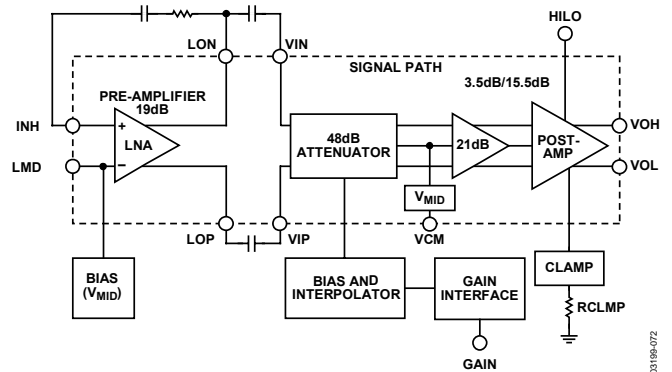 HILO
LON
VIN
SIGNAL PATH
3.5dB/15.5dB
PRE-AMPLIFIER
19dB
INH
+
LNA
–
LMD
48dB
ATTENUATOR
21dB
POST-
AMP
VOH
VOL
VMID
LOP
VIP
VCM
CLAMP
BIAS
(VMID)
BIAS AND
INTERPOLATOR
GAIN
INTERFACE
RCLMP
GAIN
03199-072